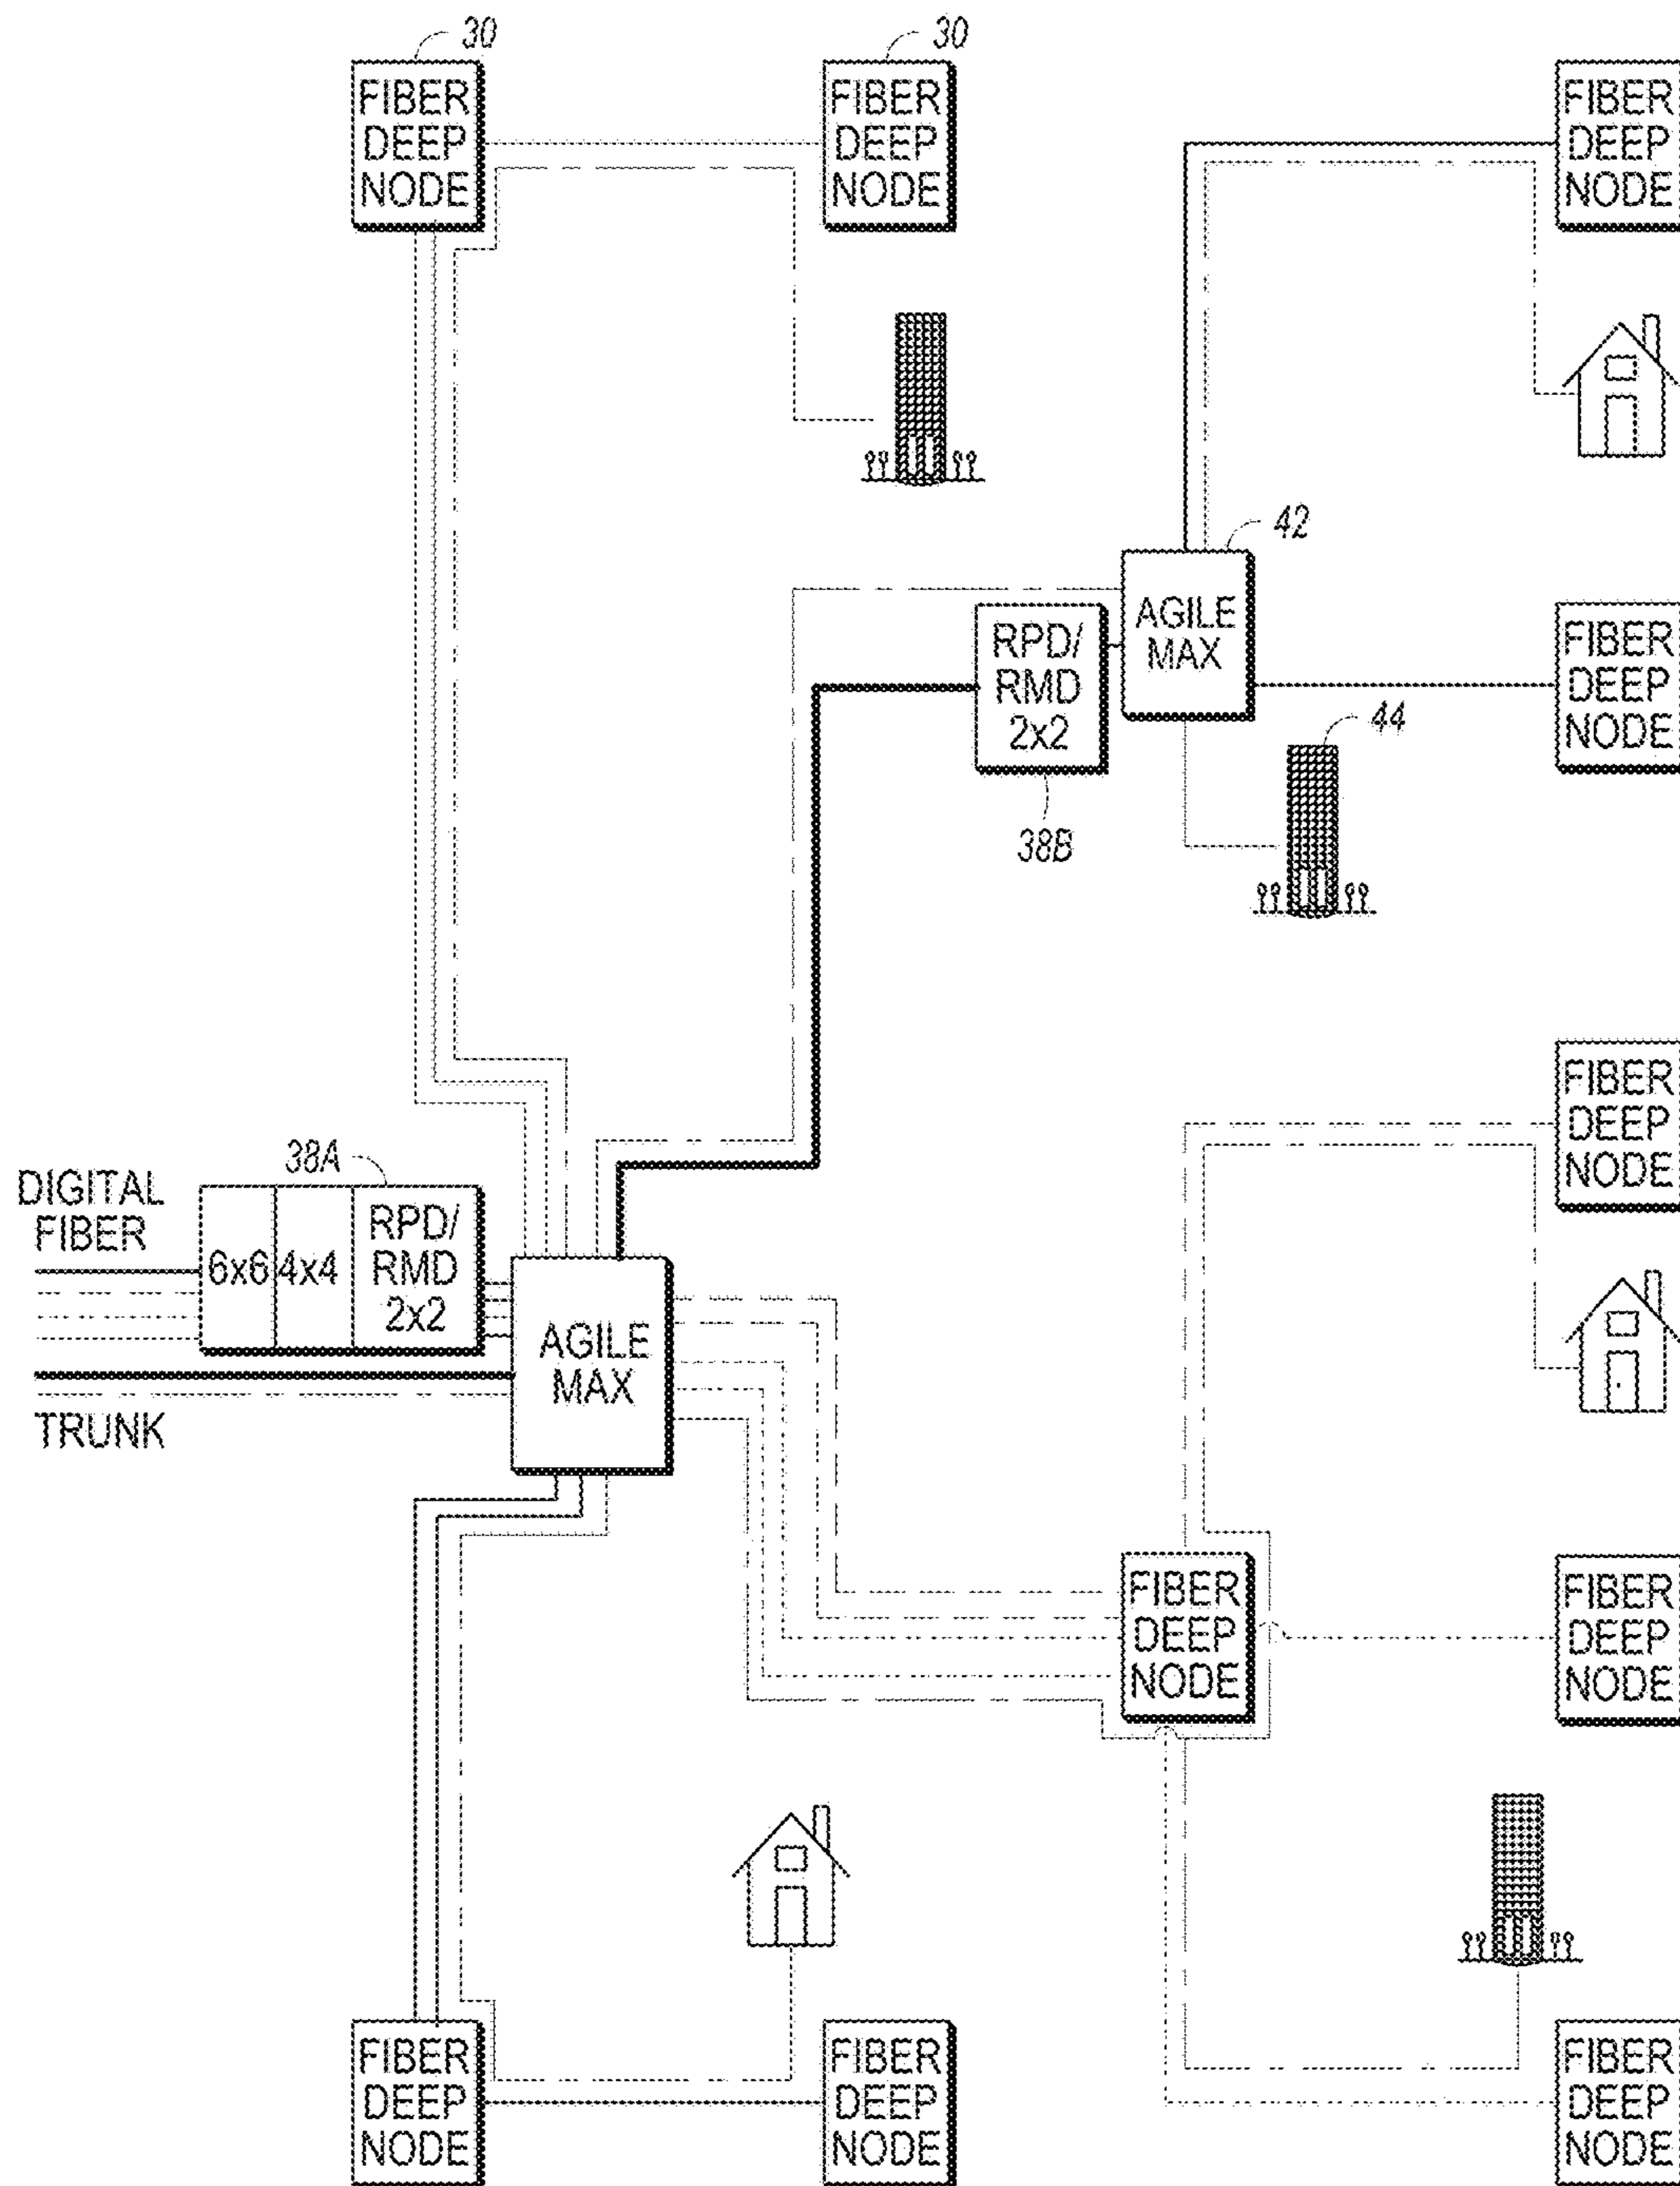 30
30
FIBER
DEEP
NODE
FIBER
DEEP
NODE
FIBER
DEEP
NODE
42
AGILE
MAX
RPD/
RMD
2x2
38B
FIBER
DEEP
NODE
44
FIBER
DEEP
NODE
38A
DIGITAL
FIBER
6x6
4x4
RPD/
RMD
2x2
AGILE
MAX
TRUNK
FIBER
DEEP
NODE
FIBER
DEEP
NODE
FIBER
DEEP
NODE
FIBER
DEEP
NODE
FIBER
DEEP
NODE